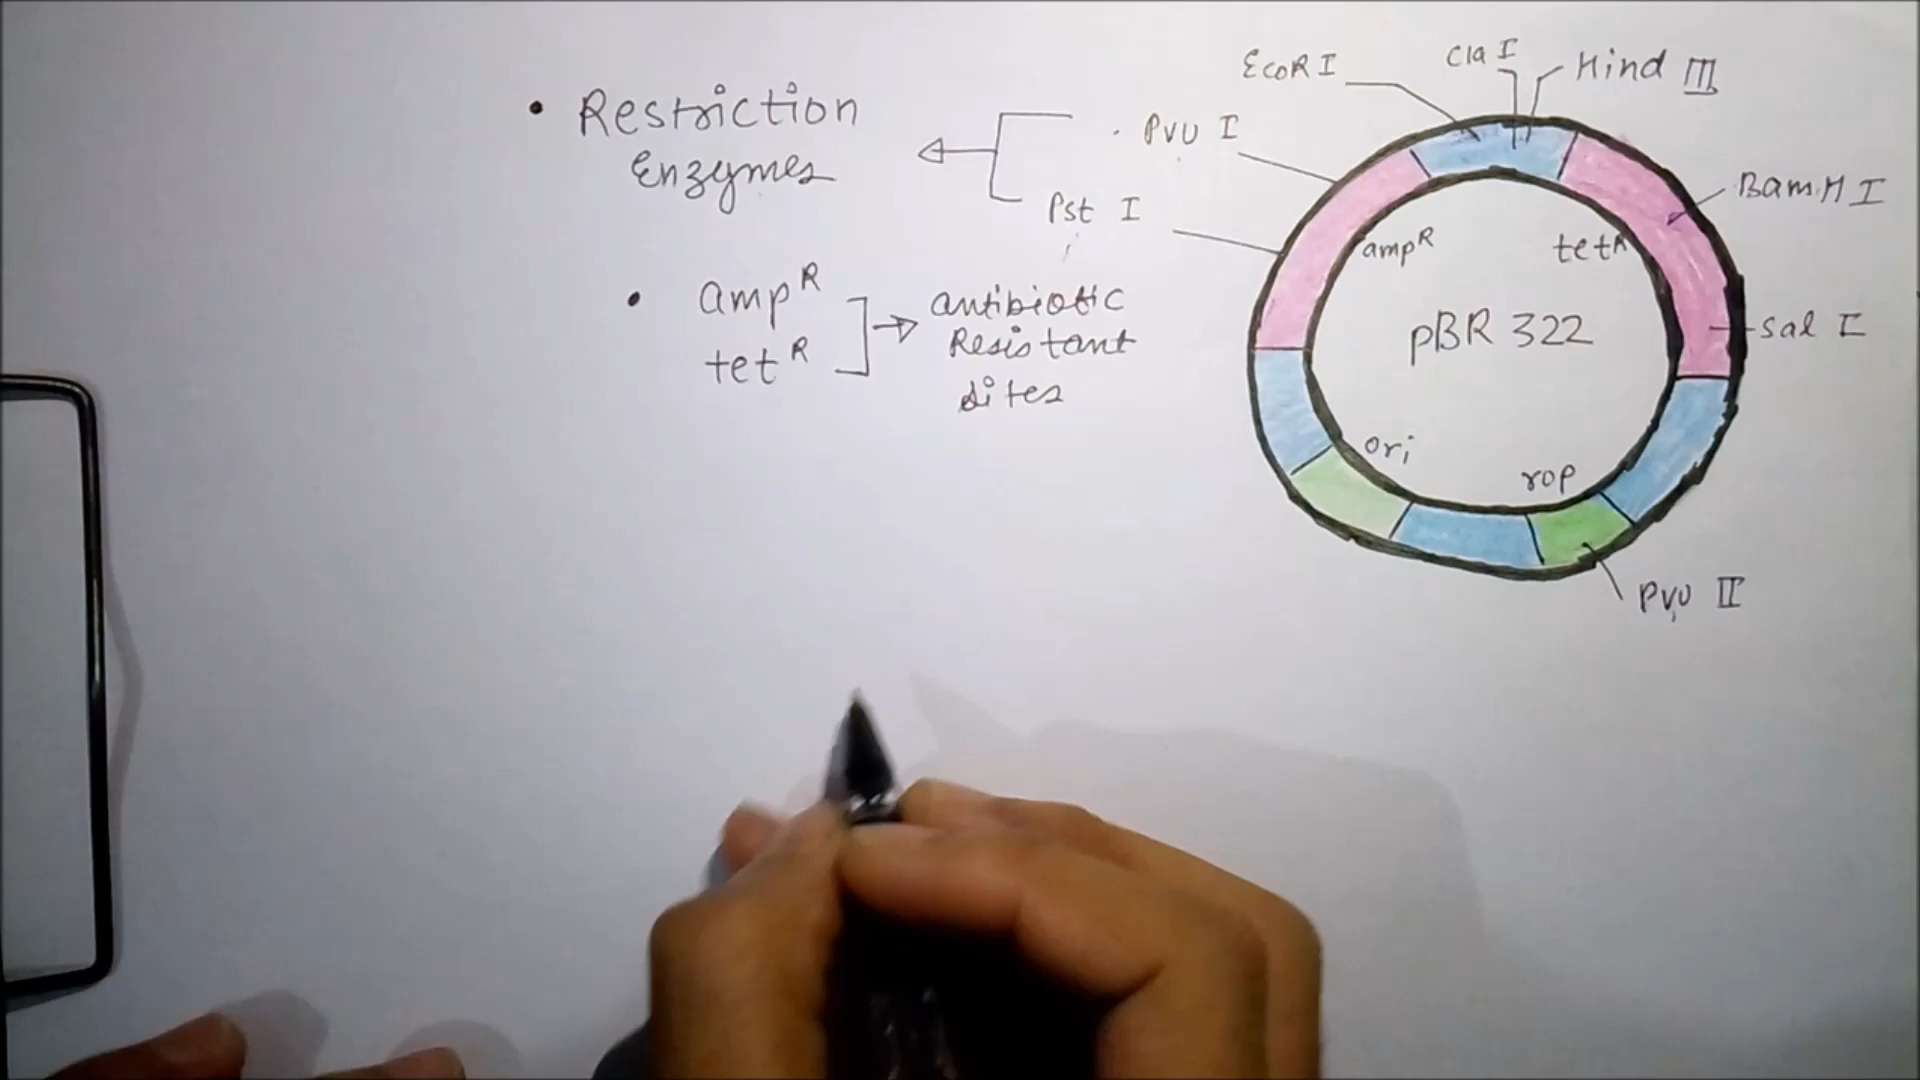 • Restriction
Enzymes
• amp^R
tet^R
antibiotic
Resistant
sites
EcoR I
Cla I
Hind III
Pvu I
Pst I
BamH I
Sal I
Pvu II
amp^R
tet^R
pBR 322
ori
rop